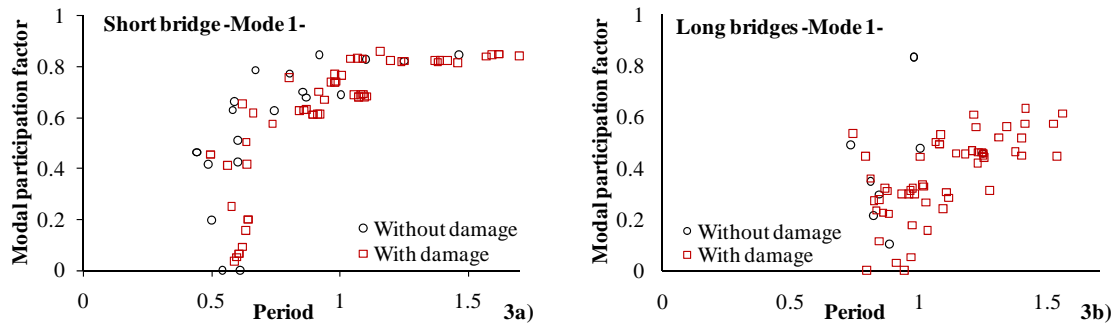 Short bridge -Mode 1-
Modal participation factor
1
0.8
0.6
0.4
0.2
0
Without damage
With damage
0
0.5
1
1.5
Period
3a)
Long bridges -Mode 1-
Modal participation factor
1
0.8
0.6
0.4
0.2
0
Without damage
With damage
0
0.5
1
1.5
Period
3b)